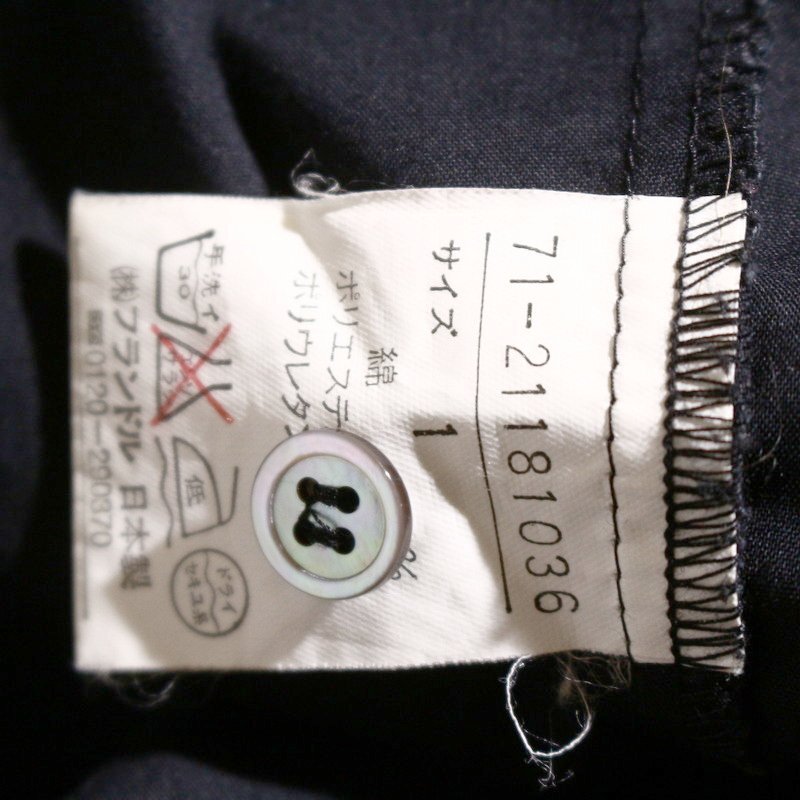 71-21181036
サイズ 1
綿 %
ポリエステ
ポリウレタン
手洗イ
30
低
ドライ
セキユ系
㈱フランドル 日本製
0120-290370